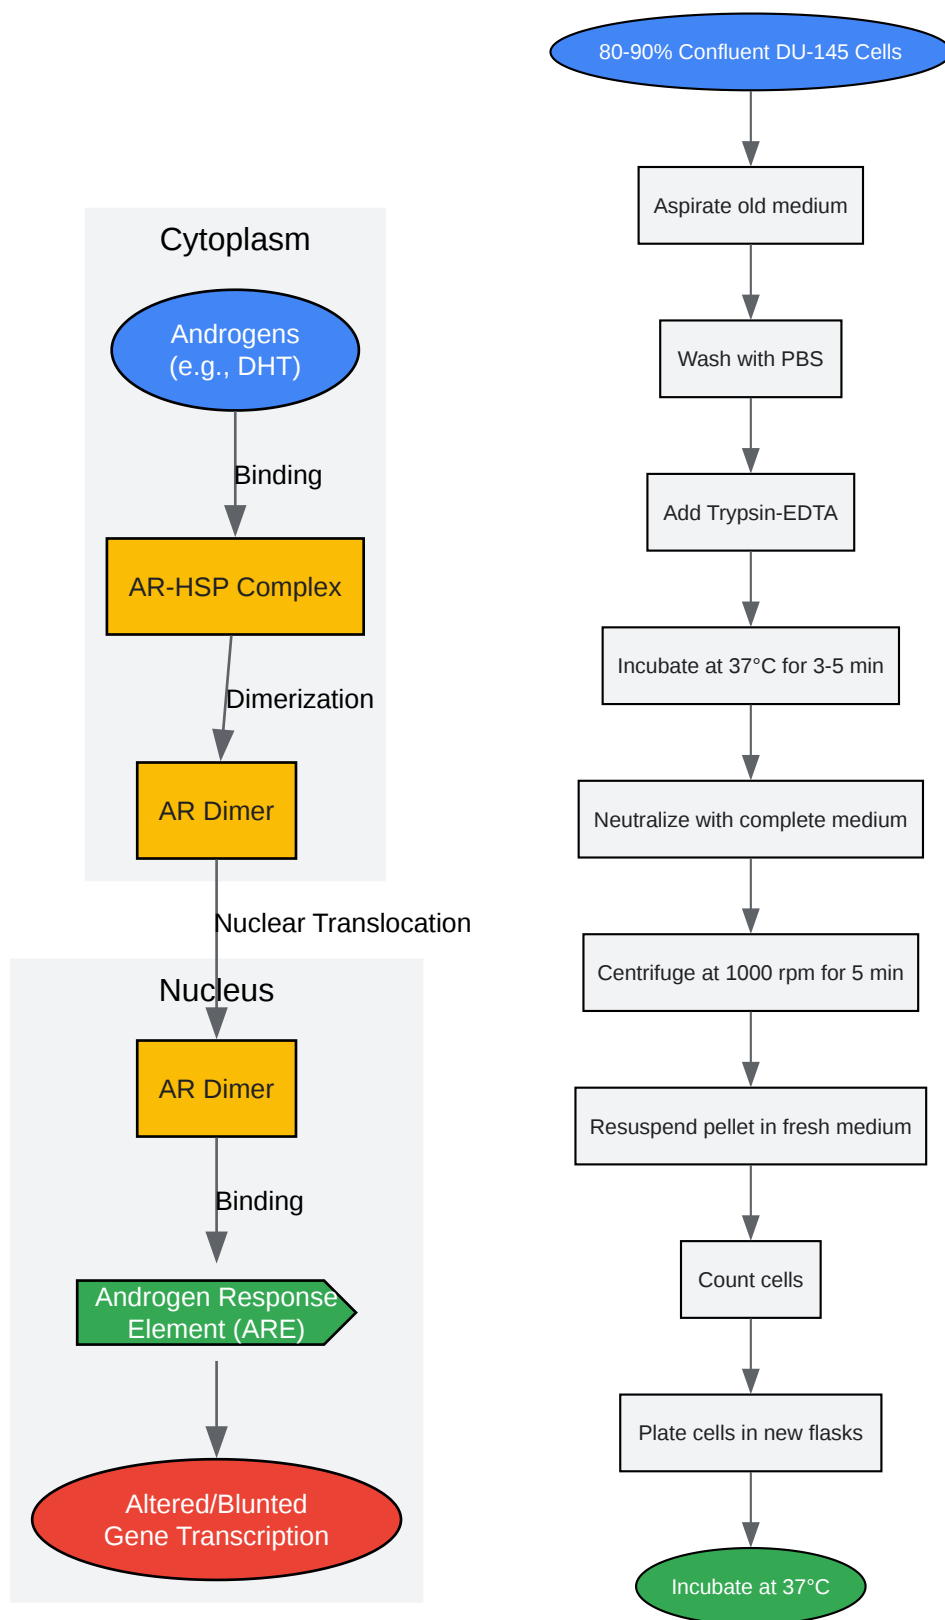 Cytoplasm
Androgens
(e.g., DHT)
Binding
AR-HSP Complex
Dimerization
AR Dimer
Nuclear Translocation
Nucleus
AR Dimer
Binding
Androgen Response
Element (ARE)
Altered/Blunted
Gene Transcription
80-90% Confluent DU-145 Cells
Aspirate old medium
Wash with PBS
Add Trypsin-EDTA
Incubate at 37°C for 3-5 min
Neutralize with complete medium
Centrifuge at 1000 rpm for 5 min
Resuspend pellet in fresh medium
Count cells
Plate cells in new flasks
Incubate at 37°C